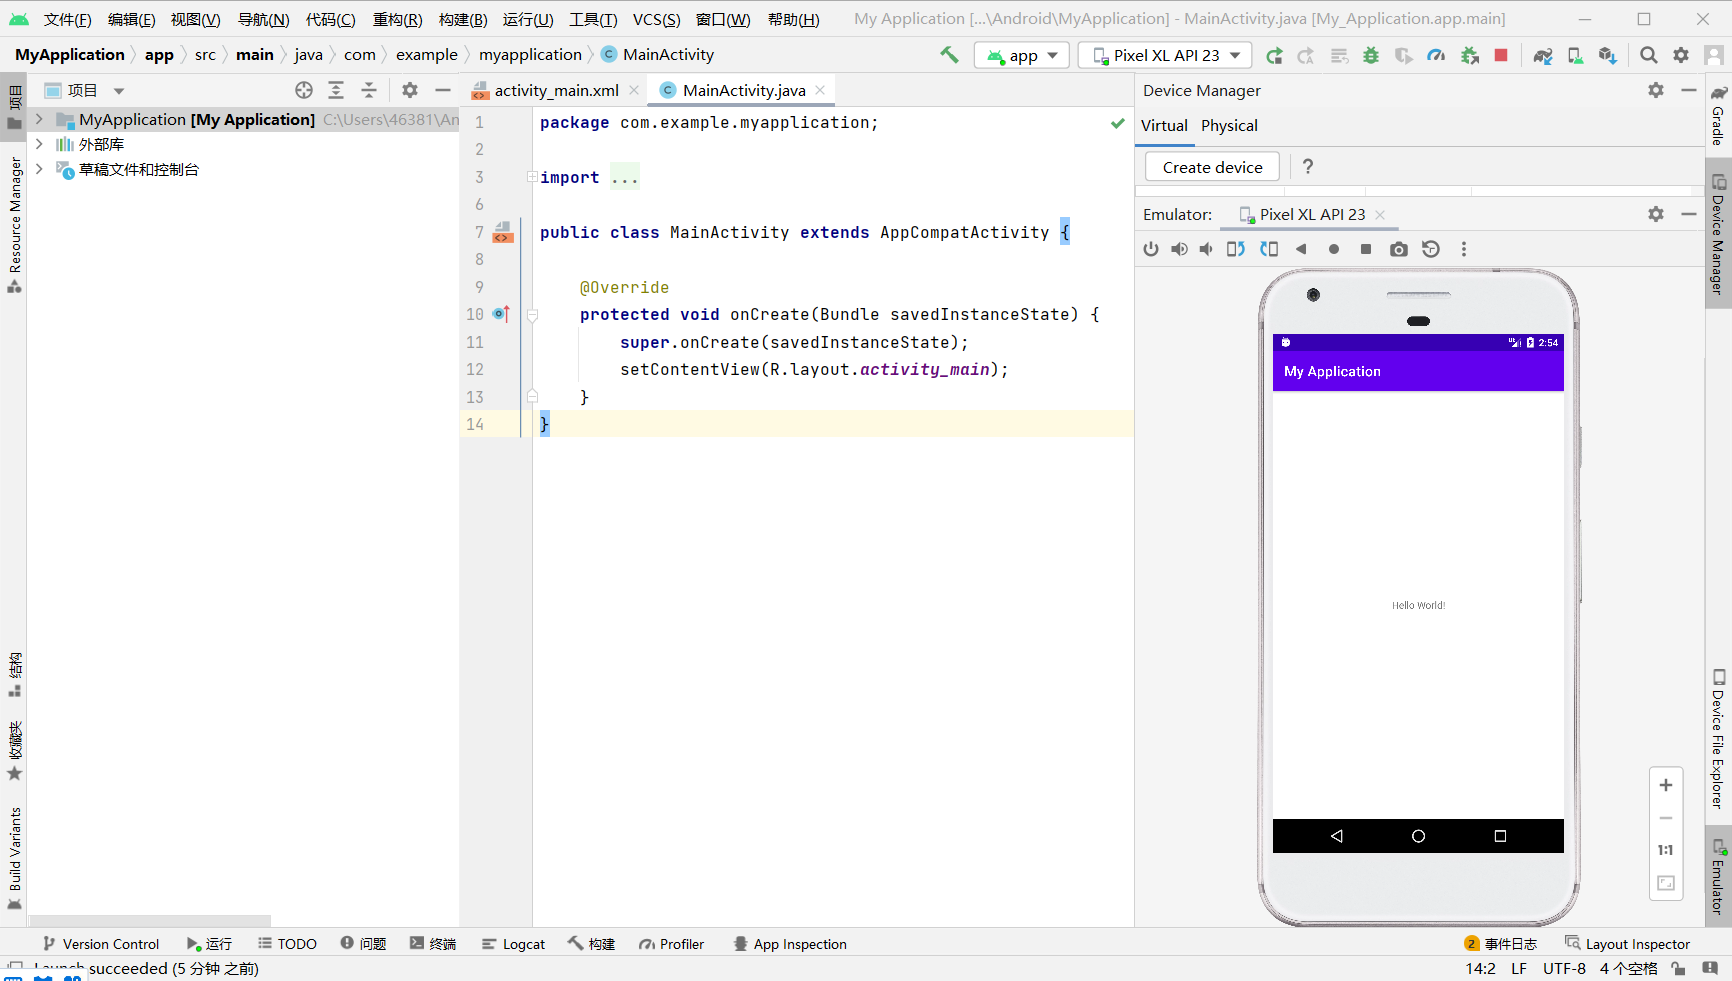 文件(F) 编辑(E) 视图(V) 导航(N) 代码(C) 重构(R) 构建(B) 运行(U) 工具(T) VCS(S) 窗口(W) 帮助(H) My Application [...\Android\MyApplication] - MainActivity.java [My_Application.app.main]
MyApplication app src main java com example myapplication C MainActivity app Pixel XL API 23
项目
activity_main.xml C MainActivity.java
MyApplication [My Application] C:\Users\46381\An
外部库
草稿文件和控制台
项目
Resource Manager
结构
收藏夹
Build Variants
1 package com.example.myapplication;
2
3 import ...
6
7 public class MainActivity extends AppCompatActivity {
8
9 @Override
10 protected void onCreate(Bundle savedInstanceState) {
11 super.onCreate(savedInstanceState);
12 setContentView(R.layout.activity_main);
13 }
14 }
Device Manager
Virtual Physical
Create device ?
Emulator: Pixel XL API 23
2:54
My Application
Hello World!
1:1
Gradle
Device Manager
Device File Explorer
Emulator
Version Control 运行 TODO 问题 终端 Logcat 构建 Profiler App Inspection 2 事件日志 Layout Inspector
Launch succeeded (5 分钟 之前) 14:2 LF UTF-8 4 个空格